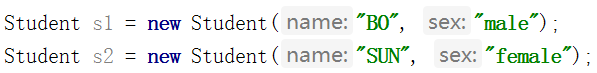 Student s1 = new Student( name: "BO", sex: "male");
Student s2 = new Student( name: "SUN", sex: "female");